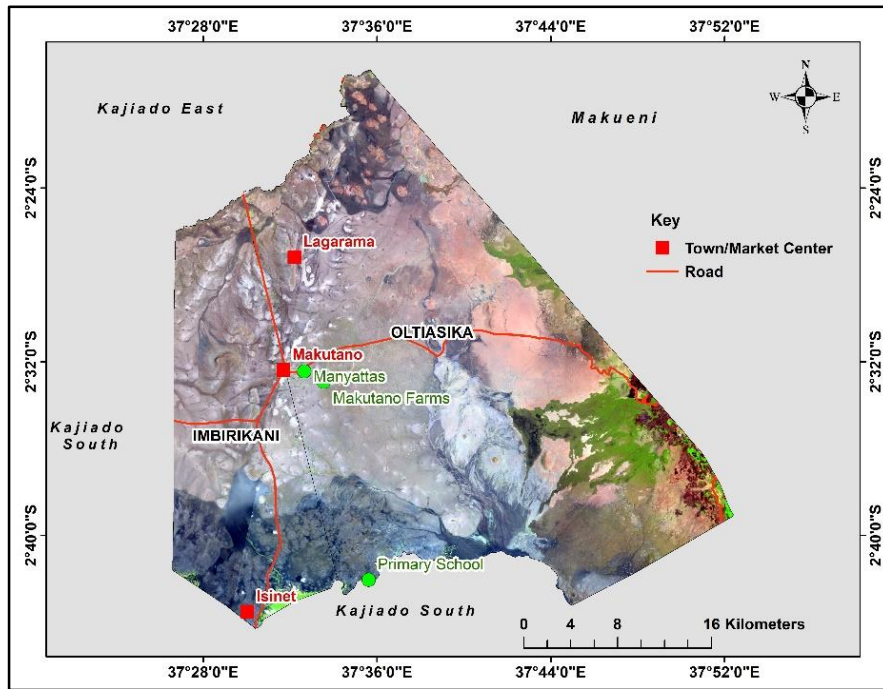 37°28'0"E 37°36'0"E 37°44'0"E 37°52'0"E
N
W E
S
Kajiado East
Makueni
2°24'0"S 2°24'0"S
Key
Town/Market Center
Road
Lagarama
OLTIASIKA
Makutano
2°32'0"S 2°32'0"S
Manyattas
Makutano Farms
Kajiado
South
IMBIRIKANI
2°40'0"S 2°40'0"S
Primary School
Isinet
Kajiado South
0 4 8 16 Kilometers
37°28'0"E 37°36'0"E 37°44'0"E 37°52'0"E